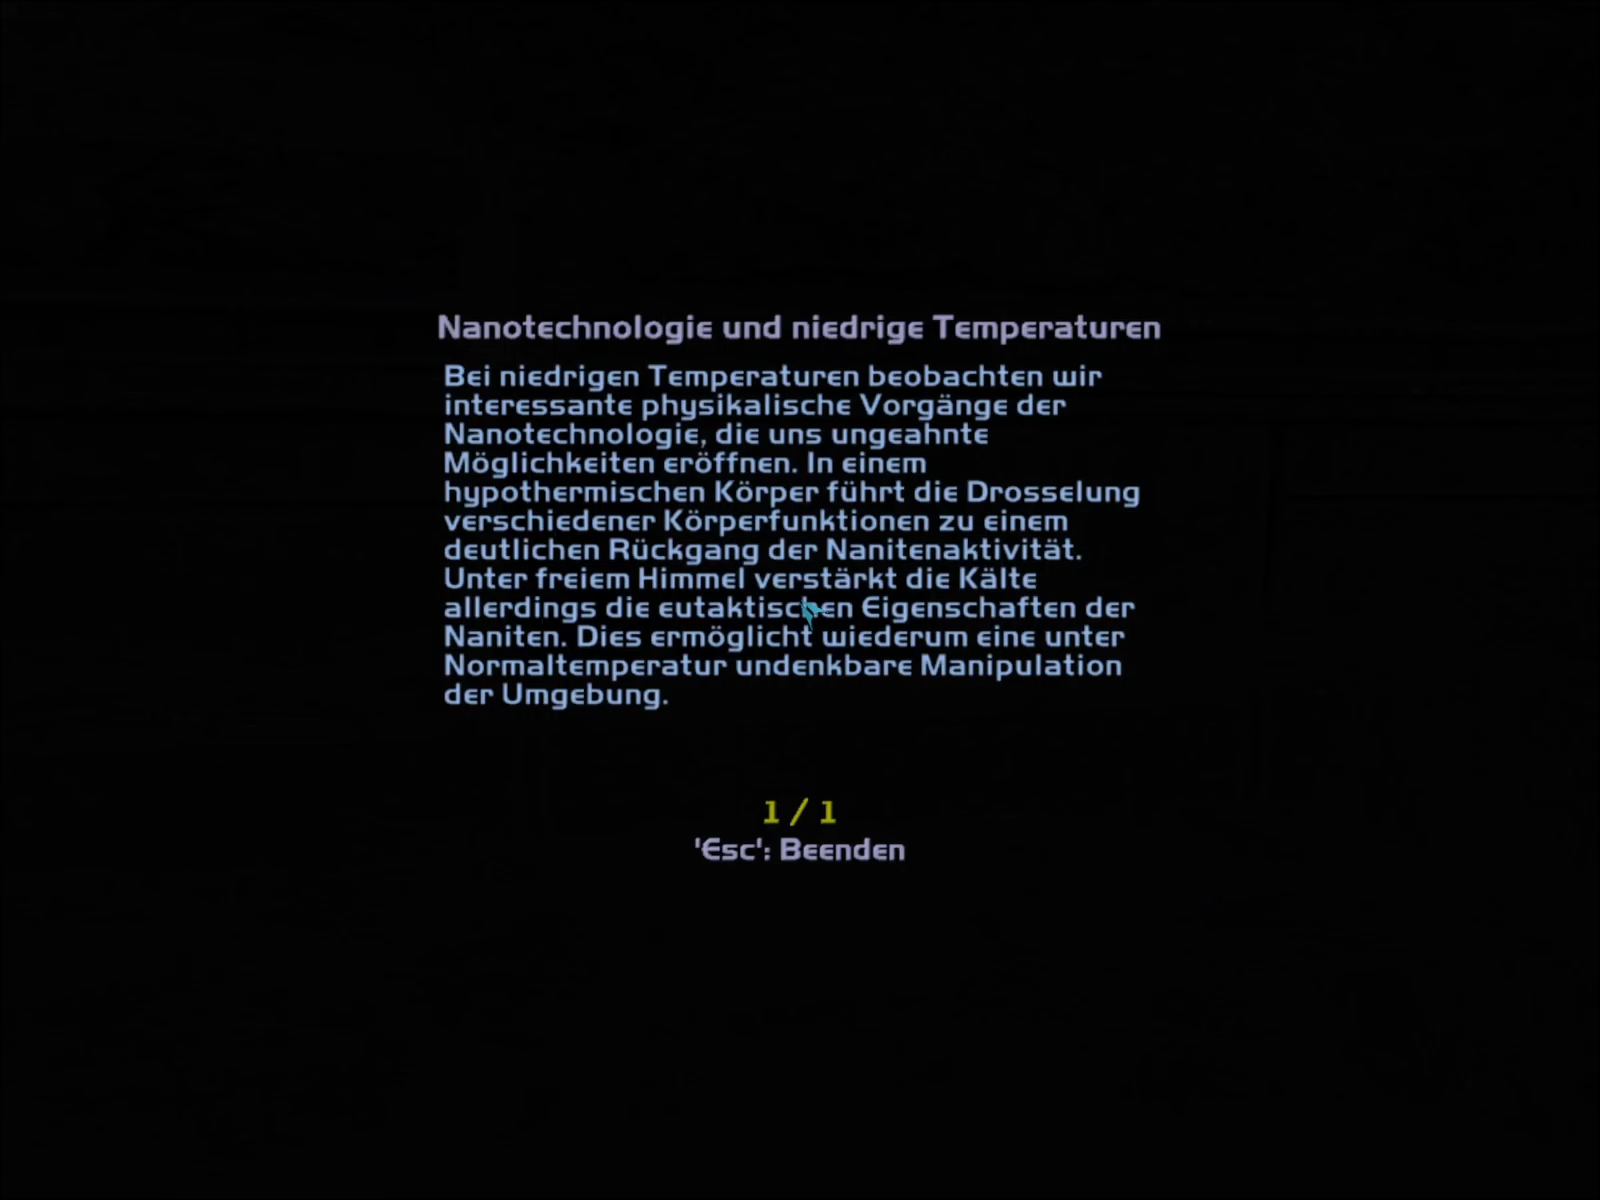 Nanotechnologie und niedrige Temperaturen
Bei niedrigen Temperaturen beobachten wir
interessante physikalische Vorgänge der
Nanotechnologie, die uns ungeahnte
Möglichkeiten eröffnen. In einem
hypothermischen Körper führt die Drosselung
verschiedener Körperfunktionen zu einem
deutlichen Rückgang der Nanitenaktivität.
Unter freiem Himmel verstärkt die Kälte
allerdings die eutaktischen Eigenschaften der
Naniten. Dies ermöglicht wiederum eine unter
Normaltemperatur undenkbare Manipulation
der Umgebung.
1 / 1
'Esc': Beenden